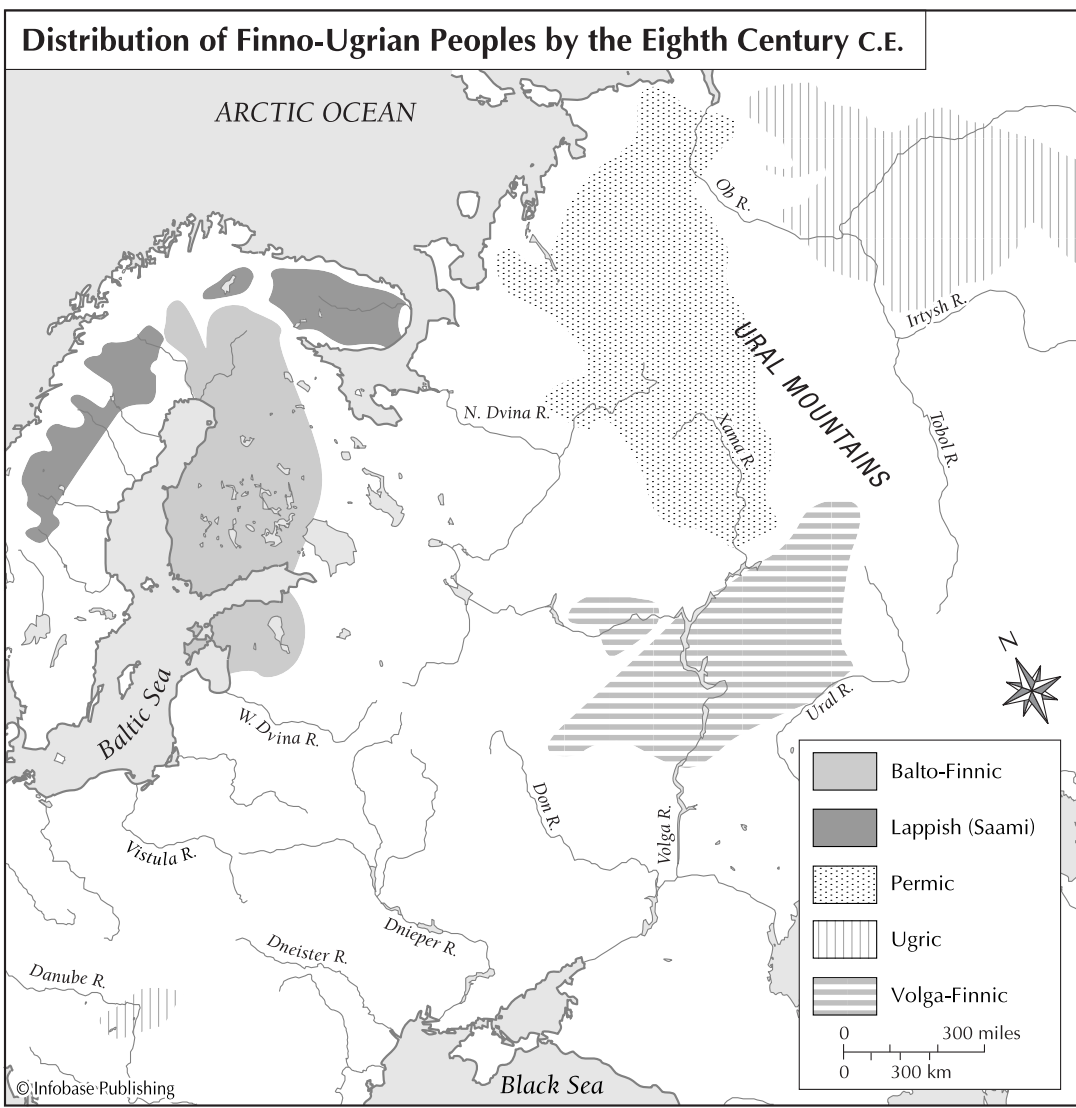 Distribution of Finno-Ugrian Peoples by the Eighth Century C.E.
ARCTIC OCEAN
Ob R.
Irtysh R.
URAL MOUNTAINS
N. Dvina R.
Xama R.
Tobol R.
Baltic Sea
W. Dvina R.
Ural R.
N
Don R.
Volga R.
Vistula R.
Dnieper R.
Dneister R.
Danube R.
Black Sea
Balto-Finnic
Lappish (Saami)
Permic
Ugric
Volga-Finnic
0 300 miles
0 300 km
© Infobase Publishing